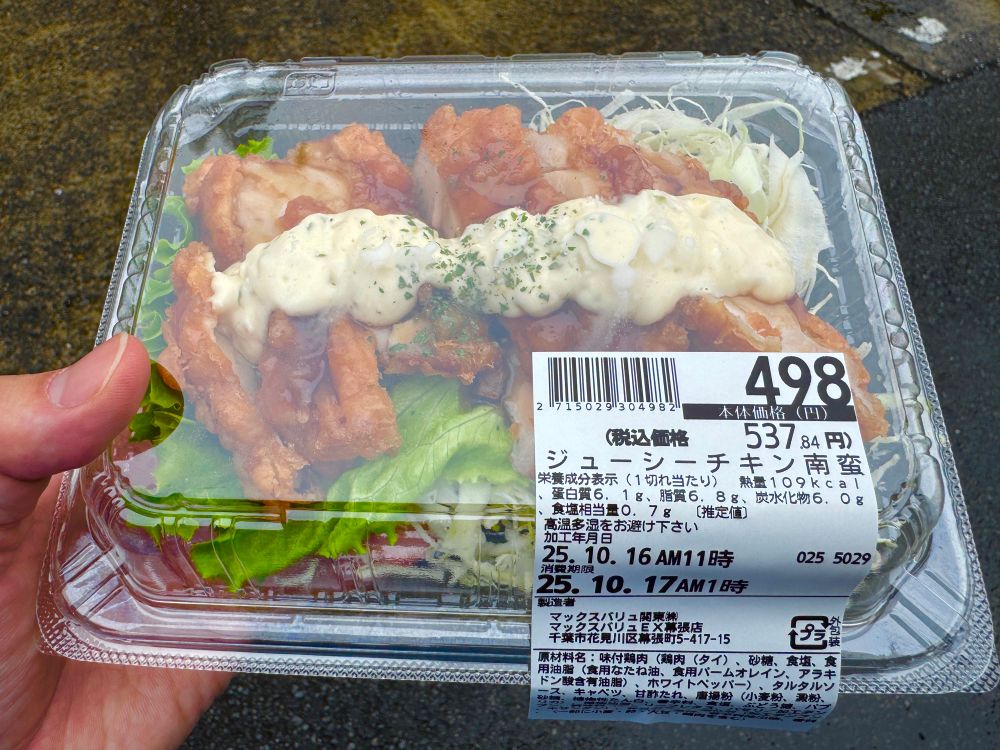 498
2 715029 304982
本体価格(円)
(税込価格 537.84円)
ジューシーチキン南蛮
栄養成分表示(1切れ当たり) 熱量109kcal
、蛋白質6.1g、脂質6.8g、炭水化物6.0g
、食塩相当量0.7g 〔推定値〕
高温多湿をお避け下さい
加工年月日
25.10.16AM11時 025 5029
消費期限
25.10.17AM1時
製造者
マックスバリュ関東㈱
マックスバリュEX幕張店
千葉市花見川区幕張町5-417-15
プラ
外包装
原材料名:味付鶏肉(鶏肉(タイ)、砂糖、食塩、食
用油脂(食用なたね油、食用パームオレイン、アラキ
ドン酸含有油脂)、ホワイトペッパー)、タルタルソ
ース、キャベツ、甘酢たれ、唐揚粉(小麦粉、澱粉、